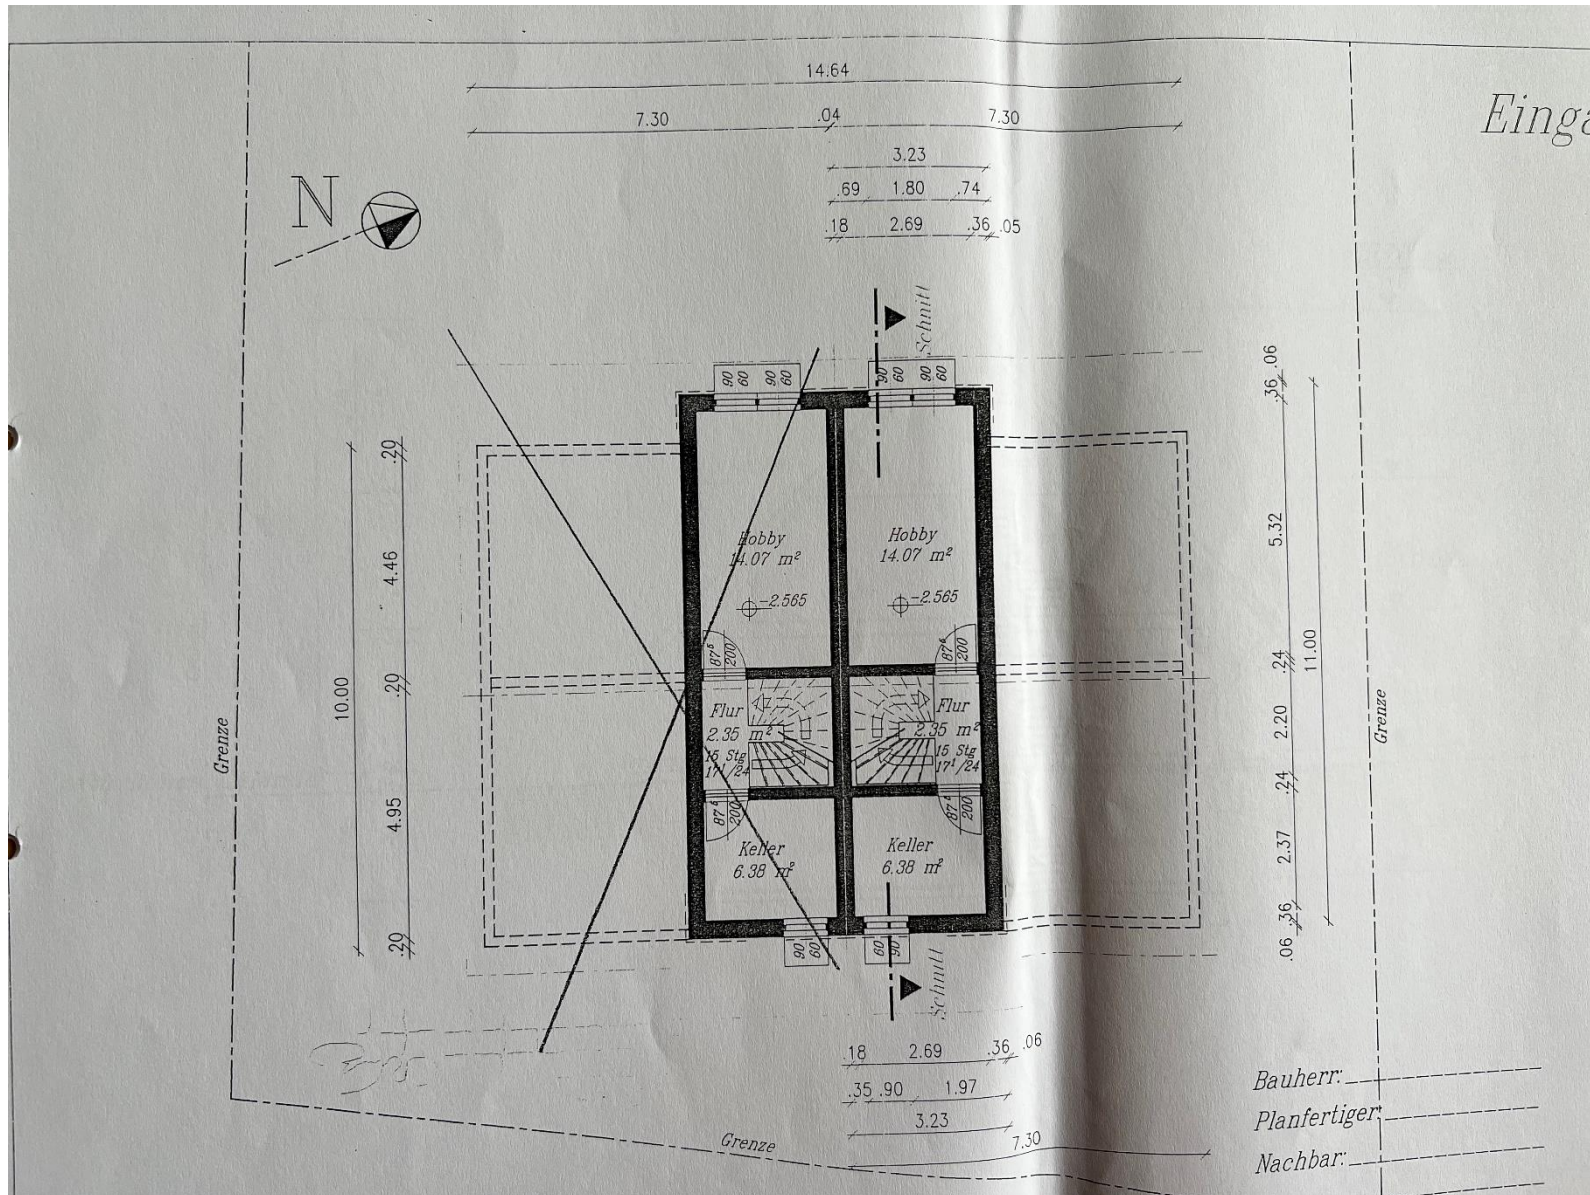 14.64
7.30 .04 7.30
Eingä
3.23
.69 1.80 .74
.18 2.69 .36 .05
N
Schnitt
90 60 90 60
90 60 90 60
.36 .06
.20
Hobby
14.07 m²
Hobby
14.07 m²
5.32
4.46
-2.565
-2.565
87⁵
200
87⁵
200
.24
11.00
10.00
.20
Flur
2.35 m²
15 Stg
17¹/24
Flur
2.35 m²
15 Stg
17¹/24
2.20
Grenze
Grenze
.24
87⁵
200
87⁵
200
4.95
Keller
6.38 m²
Keller
6.38 m²
2.37
.20
90 60
60 90
.06 .36
Schnitt
.18 2.69 .36 .06
.35 .90 1.97
3.23
7.30
Grenze
Bauherr:
Planfertiger:
Nachbar: